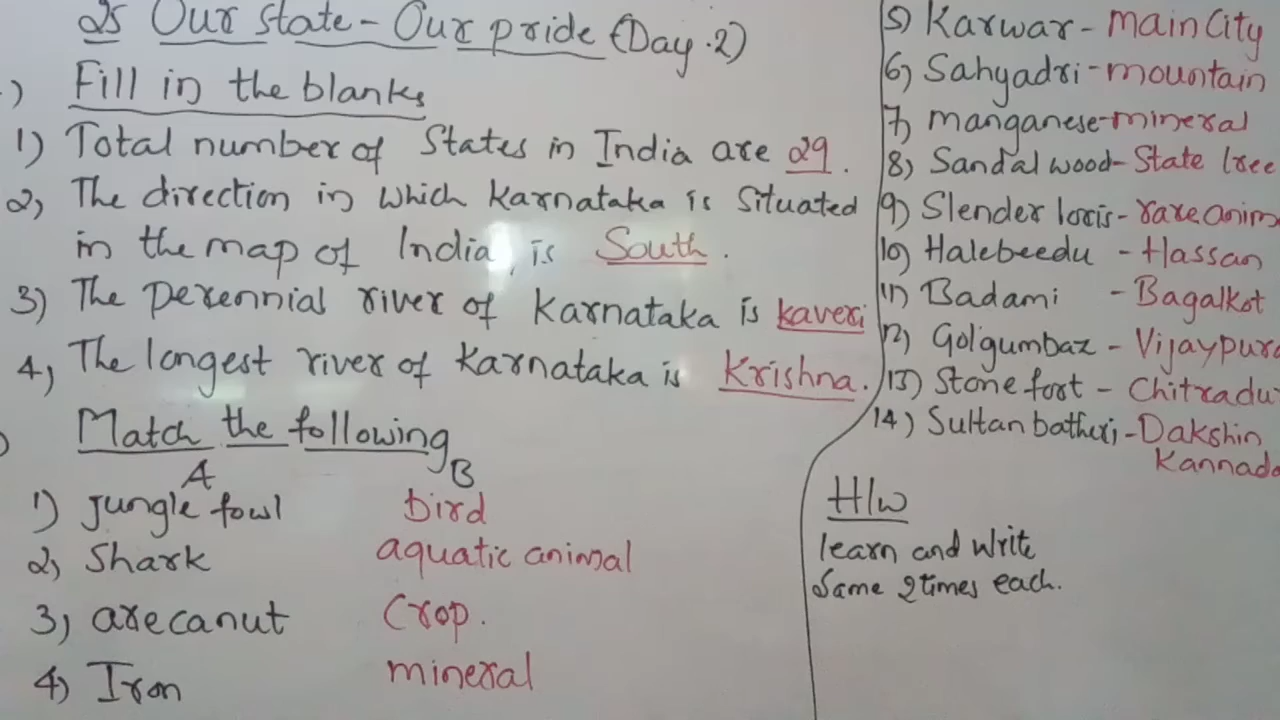 25 Our state - Our pride (Day.2)
Fill in the blanks
1) Total number of States in India are 29.
2) The direction in which Karnataka is situated
in the map of India, is South.
3) The perennial river of Karnataka is kaveri
4) The longest river of Karnataka is Krishna.
Match the following
A B
1) Jungle fowl bird
2) Shark aquatic animal
3) arecanut Crop.
4) Iron mineral
5) Karwar - main City
6) Sahyadri - mountain
7) manganese - mineral
8) Sandal wood - State tree
9) Slender loris - rare anim
10) Halebeedu - Hassan
11) Badami - Bagalkot
12) Golgumbaz - Vijaypura
13) Stone fort - Chitradu
14) Sultan batheri - Dakshin
Kannada
H/w
learn and write
Same 2 times each.